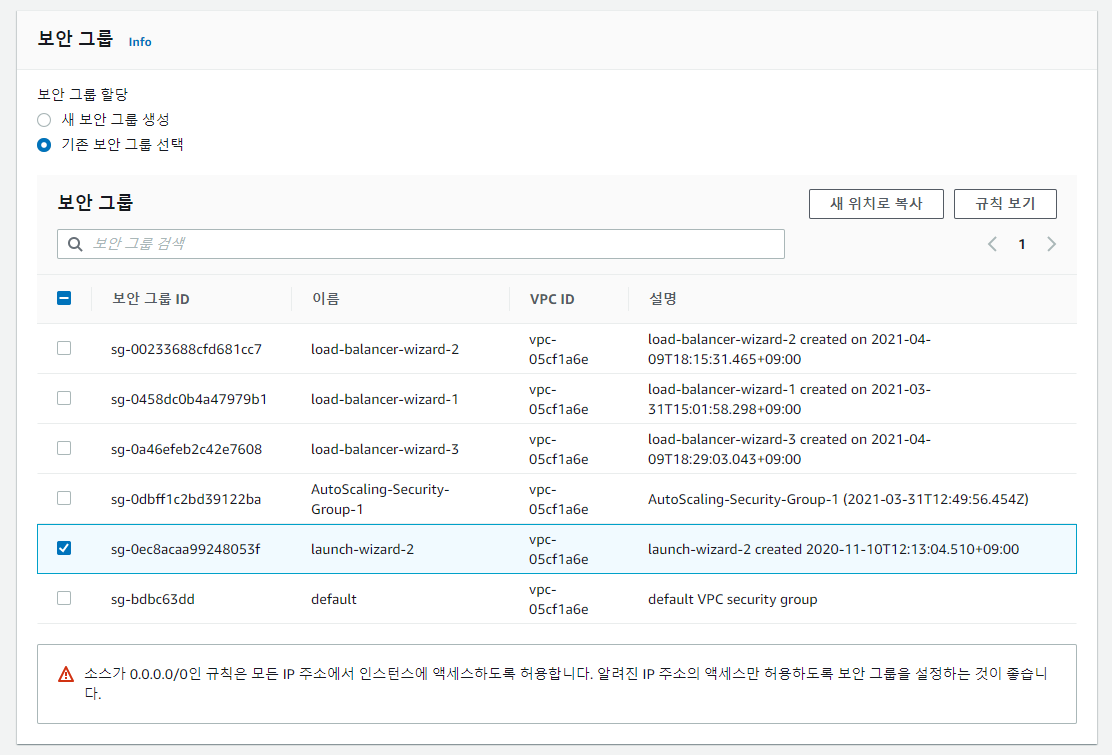 보안 그룹 Info
보안 그룹 할당
새 보안 그룹 생성
기존 보안 그룹 선택
보안 그룹
새 위치로 복사
규칙 보기
보안 그룹 검색
1
보안 그룹 ID 이름 VPC ID 설명
sg-00233688cfd681cc7 load-balancer-wizard-2 vpc-
05cf1a6e load-balancer-wizard-2 created on 2021-04-
09T18:15:31.465+09:00
sg-0458dc0b4a47979b1 load-balancer-wizard-1 vpc-
05cf1a6e load-balancer-wizard-1 created on 2021-03-
31T15:01:58.298+09:00
sg-0a46efeb2c42e7608 load-balancer-wizard-3 vpc-
05cf1a6e load-balancer-wizard-3 created on 2021-04-
09T18:29:03.043+09:00
sg-0dbff1c2bd39122ba AutoScaling-Security-
Group-1 vpc-
05cf1a6e AutoScaling-Security-Group-1 (2021-03-31T12:49:56.454Z)
sg-0ec8acaa99248053f launch-wizard-2 vpc-
05cf1a6e launch-wizard-2 created 2020-11-10T12:13:04.510+09:00
sg-bdbc63dd default vpc-
05cf1a6e default VPC security group
소스가 0.0.0.0/0인 규칙은 모든 IP 주소에서 인스턴스에 액세스하도록 허용합니다. 알려진 IP 주소의 액세스만 허용하도록 보안 그룹을 설정하는 것이 좋습니
다.